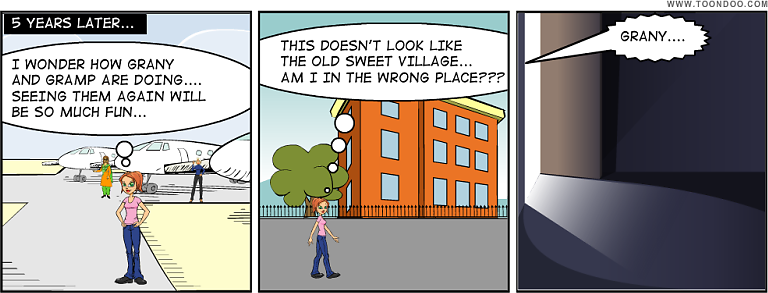 WWW.TOONDOO.COM
5 YEARS LATER...
I WONDER HOW GRANY
AND GRAMP ARE DOING....
SEEING THEM AGAIN WILL
BE SO MUCH FUN...
THIS DOESN'T LOOK LIKE
THE OLD SWEET VILLAGE...
AM I IN THE WRONG PLACE???
GRANY....